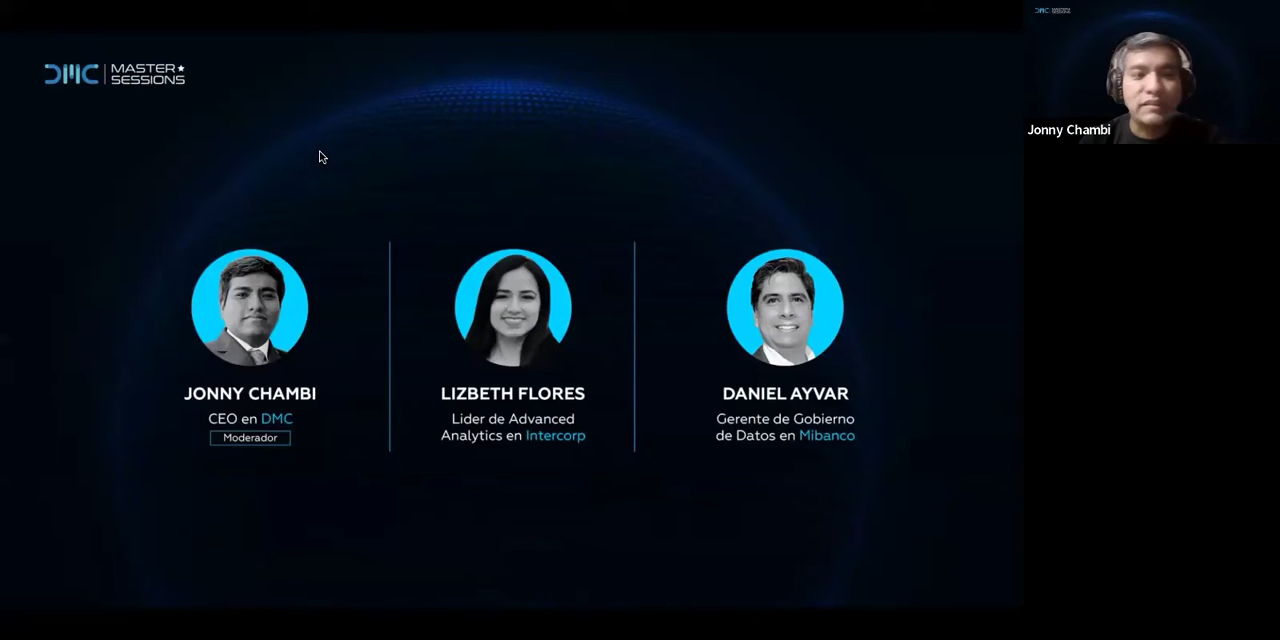 DMC | MASTER
SESSIONS
Jonny Chambi
JONNY CHAMBI
CEO en DMC
Moderador
LIZBETH FLORES
Lider de Advanced
Analytics en Intercorp
DANIEL AYVAR
Gerente de Gobierno
de Datos en Mibanco